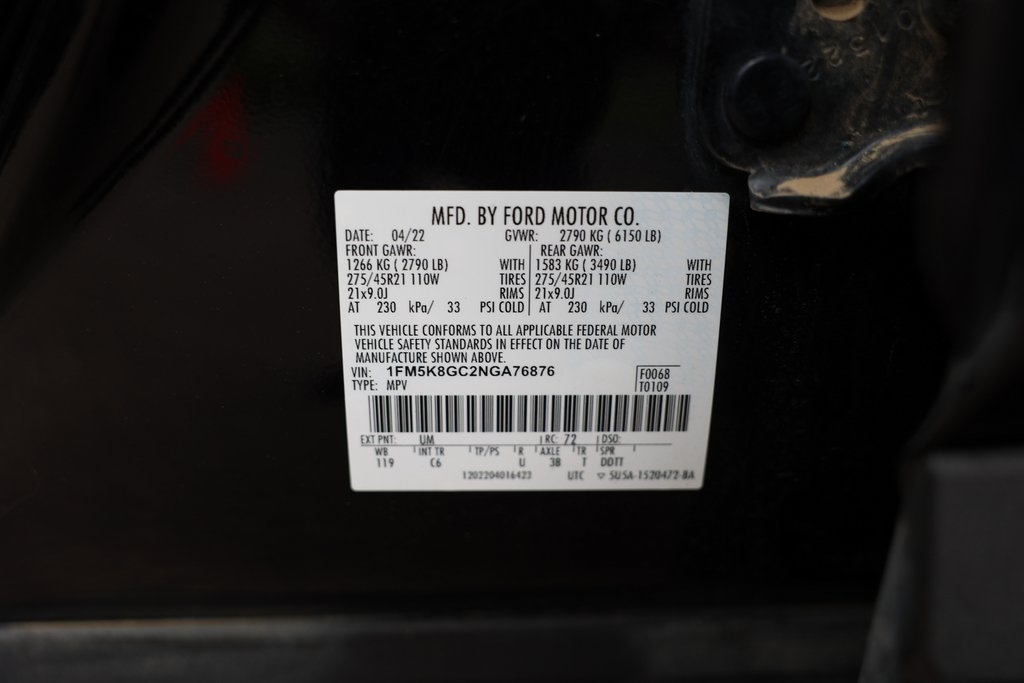 MFD. BY FORD MOTOR CO.
DATE: 04/22 GVWR: 2790 KG ( 6150 LB)
FRONT GAWR: REAR GAWR:
1266 KG ( 2790 LB) WITH 1583 KG ( 3490 LB) WITH
275/45R21 110W TIRES 275/45R21 110W TIRES
21x9.0J RIMS 21x9.0J RIMS
AT 230 kPa/ 33 PSI COLD AT 230 kPa/ 33 PSI COLD
THIS VEHICLE CONFORMS TO ALL APPLICABLE FEDERAL MOTOR
VEHICLE SAFETY STANDARDS IN EFFECT ON THE DATE OF
MANUFACTURE SHOWN ABOVE.
VIN: 1FM5K8GC2NGA76876 F0068
TYPE: MPV T0109
EXT PNT: UM RC: 72 DSO:
WB INT TR TP/PS R AXLE TR SPR
119 C6 U 3B T DDTT
1202204016423 UTC ▽ SU5A-1520472-BA